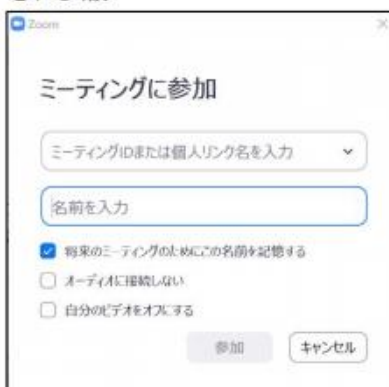 Zoom
ミーティングに参加
ミーティングIDまたは個人リンク名を入力
名前を入力
将来のミーティングのためにこの名前を記憶する
オーディオに接続しない
自分のビデオをオフにする
参加 キャンセル